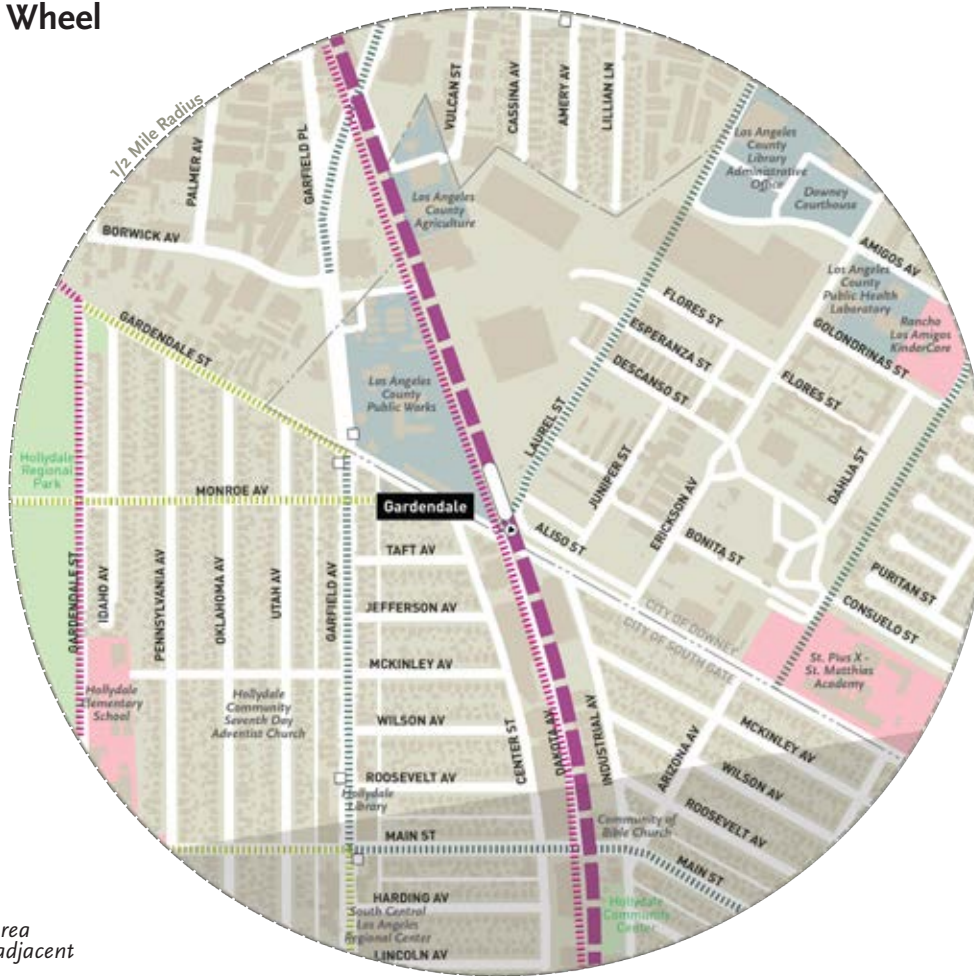 Wheel
1/2 Mile Radius
PALMER AV
GARFIELD PL
VULCAN ST
CASSINA AV
AMERY AV
LILLIAN LN
Los Angeles
County
Library
Administrative
Office
Downey
Courthouse
Los Angeles
County
Agriculture
BORWICK AV
AMIGOS AV
Los Angeles
County
Public Health
Laboratory
Rancho
Los Amigos
KinderCare
GOLONDRINAS ST
FLORES ST
ESPERANZA ST
DESCANSO ST
FLORES ST
GARDENDALE ST
Los Angeles
County
Public Works
LAUREL ST
JUNIPER ST
DAHLIA ST
Hollydale
Regional
Park
MONROE AV
Gardendale
ERICKSON AV
ALISO ST
BONITA ST
TAFT AV
GARDENDALE ST
IDAHO AV
PENNSYLVANIA AV
OKLAHOMA AV
UTAH AV
GARFIELD AV
JEFFERSON AV
PURITAN ST
CONSUELO ST
CITY OF DOWNEY
CITY OF SOUTH GATE
MCKINLEY AV
St. Pius X -
St. Matthias
Academy
Hollydale
Elementary
School
Hollydale
Community
Seventh Day
Adventist Church
WILSON AV
CENTER ST
DAKOTA AV
INDUSTRIAL AV
ARIZONA AV
MCKINLEY AV
WILSON AV
ROOSEVELT AV
ROOSEVELT AV
Hollydale
Library
Community of
Bible Church
MAIN ST
MAIN ST
HARDING AV
South Central
Los Angeles
Regional Center
Hollydale
Community
Center
LINCOLN AV
rea
adjacent